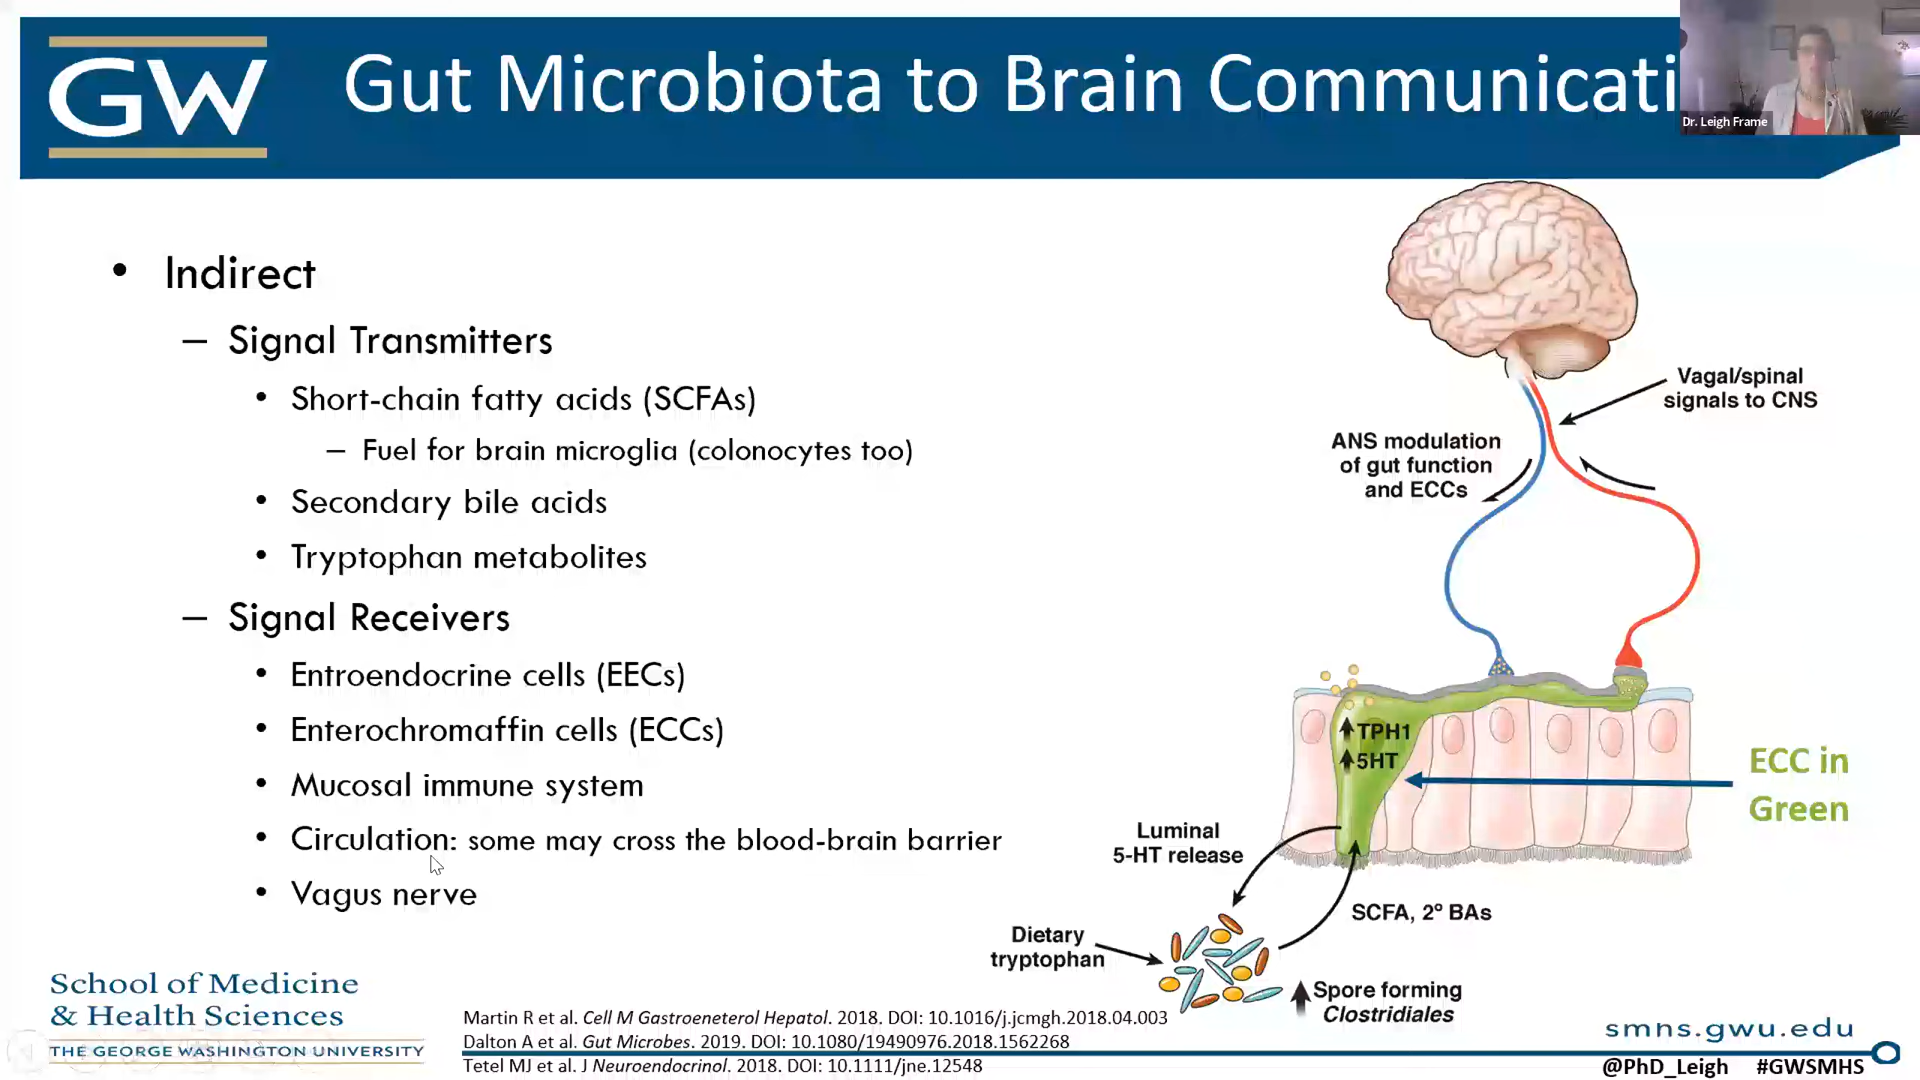 GW
Gut Microbiota to Brain Communicati
Dr. Leigh Frame
• Indirect
– Signal Transmitters
• Short-chain fatty acids (SCFAs)
– Fuel for brain microglia (colonocytes too)
• Secondary bile acids
• Tryptophan metabolites
– Signal Receivers
• Entroendocrine cells (EECs)
• Enterochromaffin cells (ECCs)
• Mucosal immune system
• Circulation: some may cross the blood-brain barrier
• Vagus nerve
Vagal/spinal
signals to CNS
ANS modulation
of gut function
and ECCs
TPH1
5HT
ECC in
Green
Luminal
5-HT release
SCFA, 2º BAs
Dietary
tryptophan
Spore forming
Clostridiales
School of Medicine
& Health Sciences
THE GEORGE WASHINGTON UNIVERSITY
Martin R et al. Cell M Gastroeneterol Hepatol. 2018. DOI: 10.1016/j.jcmgh.2018.04.003
Dalton A et al. Gut Microbes. 2019. DOI: 10.1080/19490976.2018.1562268
Tetel MJ et al. J Neuroendocrinol. 2018. DOI: 10.1111/jne.12548
smhs.gwu.edu
@PhD_Leigh #GWSMHS